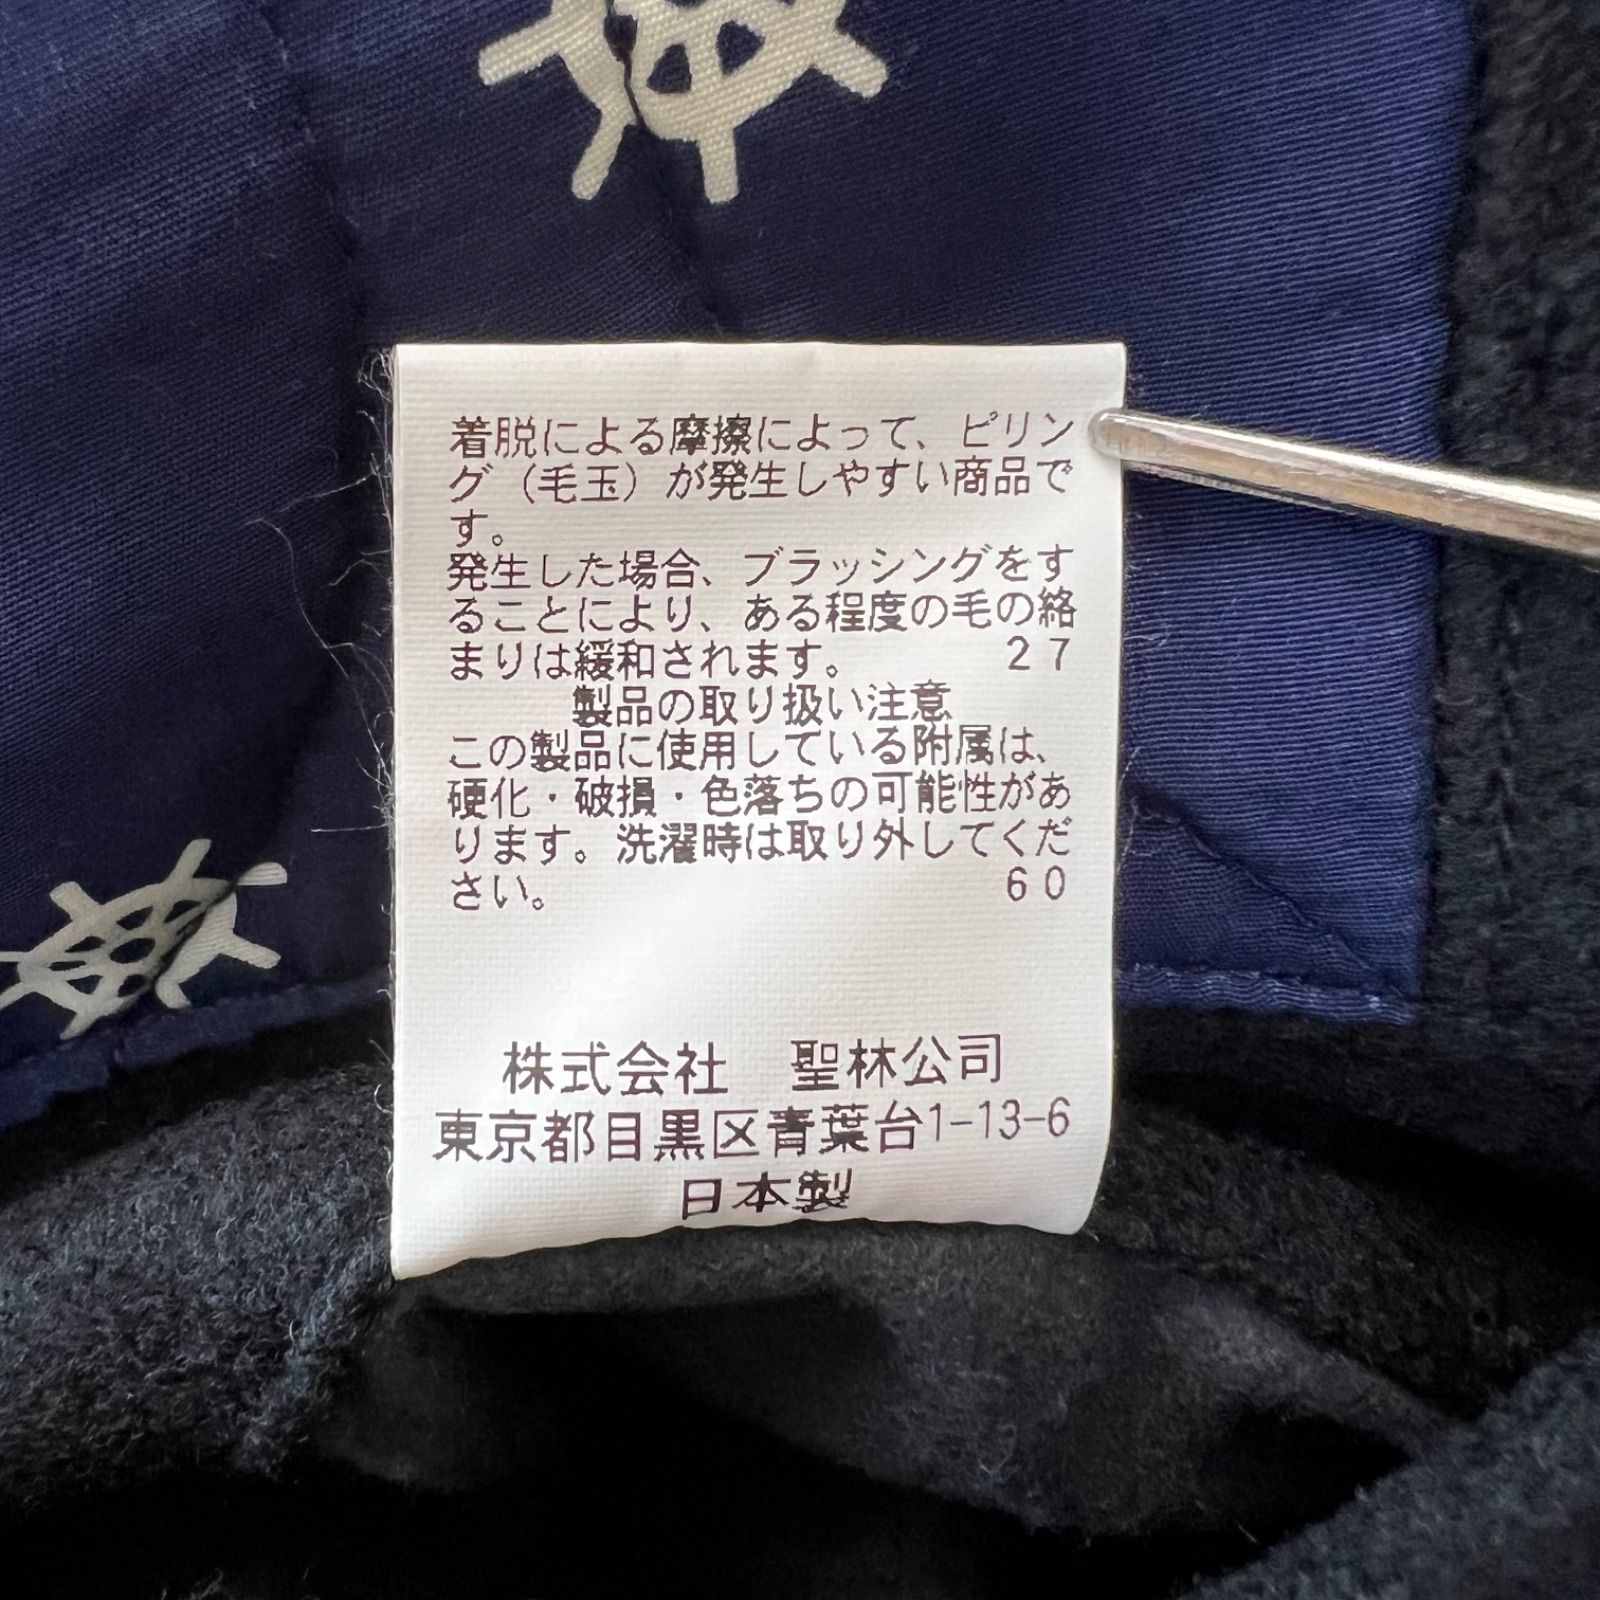 着脱による摩擦によって、ピリン
グ（毛玉）が発生しやすい商品で
す。
発生した場合、ブラッシングをす
ることにより、ある程度の毛の絡
まりは緩和されます。 27
製品の取り扱い注意
この製品に使用している附属は、
硬化・破損・色落ちの可能性があ
ります。洗濯時は取り外してくだ
さい。 60
株式会社 聖林公司
東京都目黒区青葉台1-13-6
日本製